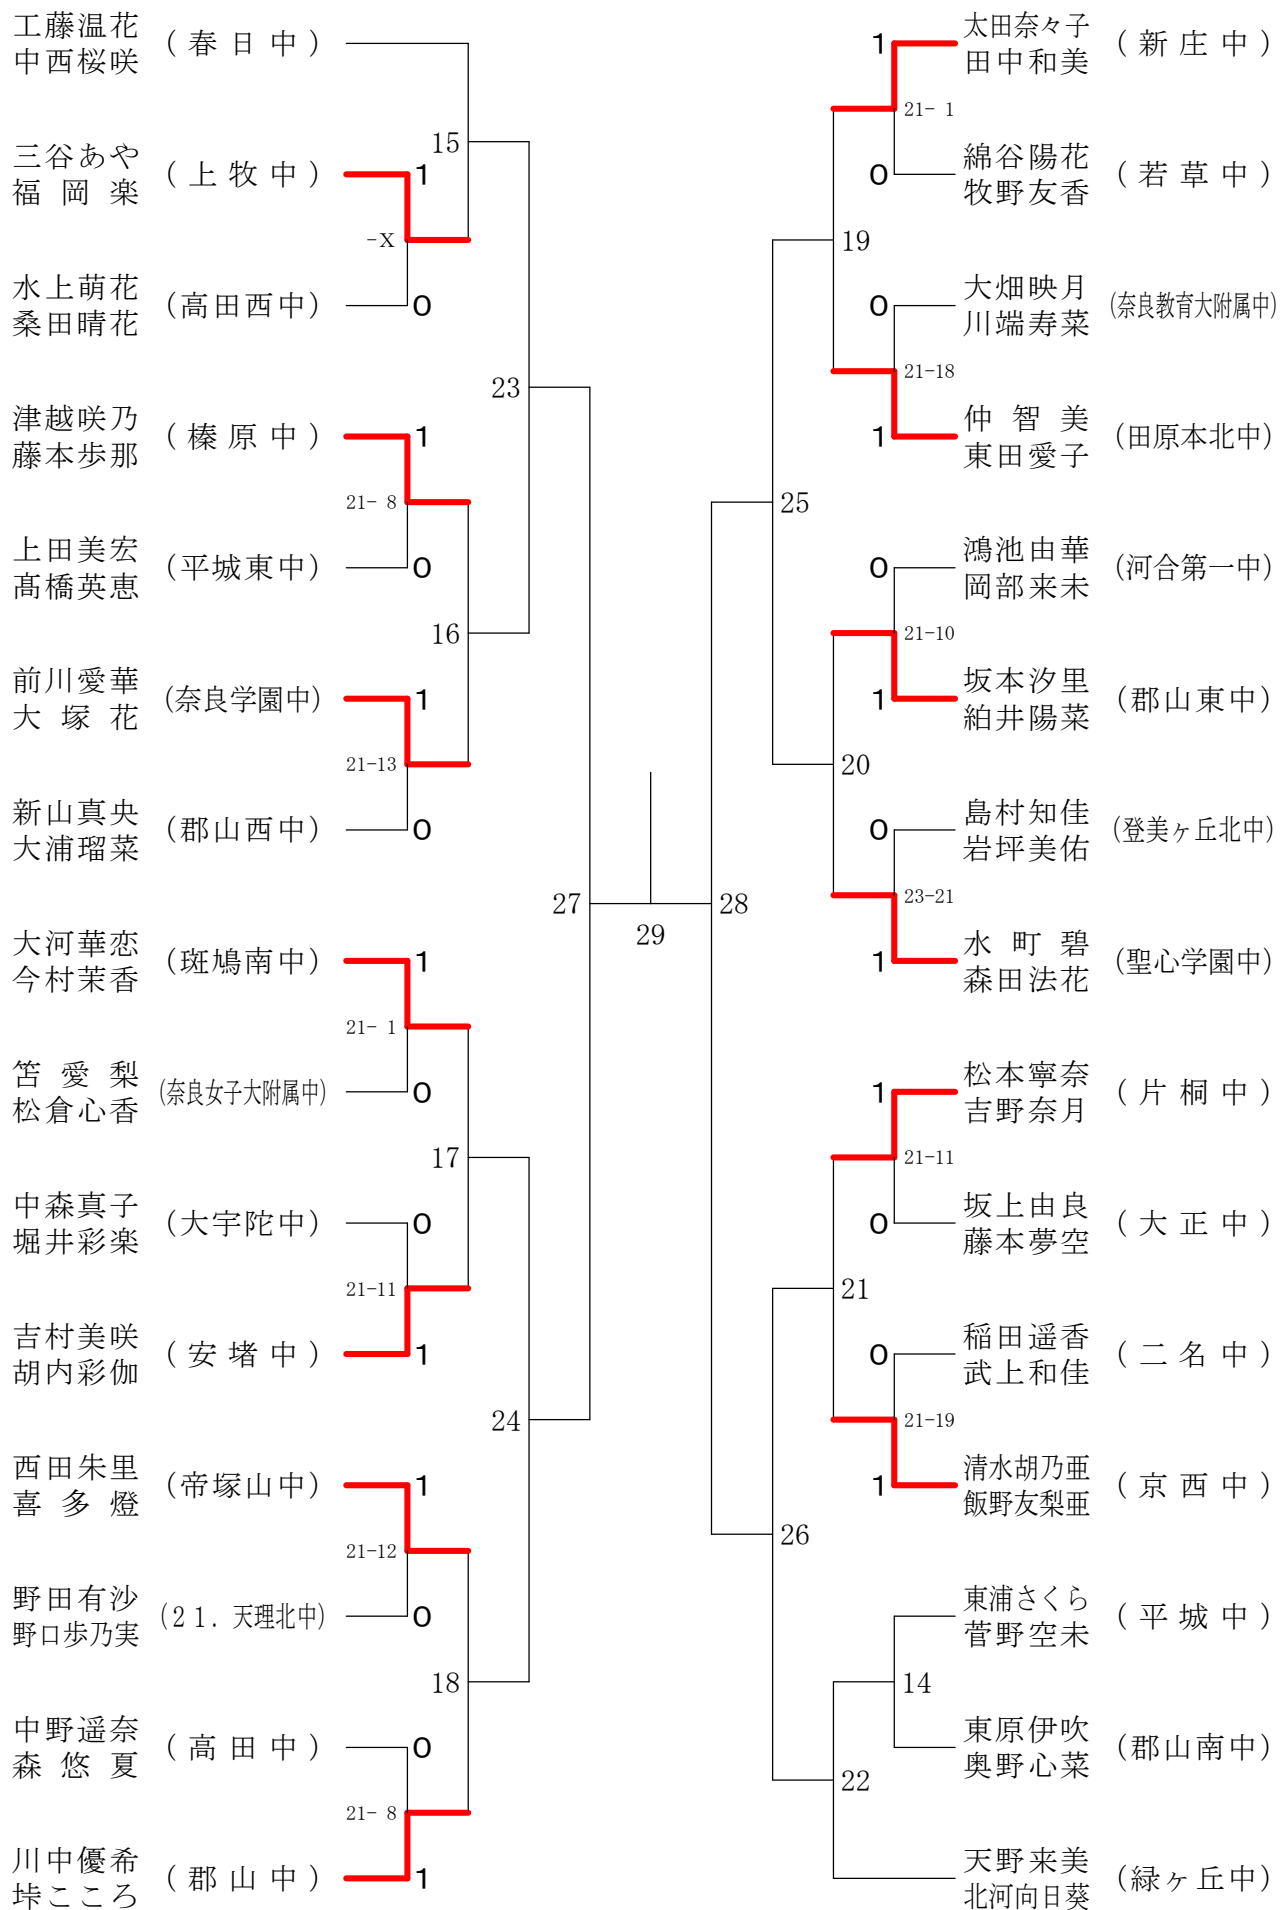 工藤温花
中西桜咲
(春日中)
15
三谷あや
福岡楽
(上牧中)
1
-X
水上萌花
桑田晴花
(高田西中)
0
23
津越咲乃
藤本歩那
(榛原中)
1
21- 8
上田美宏
髙橋英恵
(平城東中)
0
16
前川愛華
大塚花
(奈良学園中)
1
21-13
新山真央
大浦瑠菜
(郡山西中)
0
27
29
28
大河華恋
今村茉香
(斑鳩南中)
1
21- 1
笘愛梨
松倉心香
(奈良女子大附属中)
0
17
中森真子
堀井彩楽
(大宇陀中)
0
21-11
吉村美咲
胡内彩伽
(安堵中)
1
24
西田朱里
喜多燈
(帝塚山中)
1
21-12
野田有沙
野口歩乃実
(21.天理北中)
0
18
中野遥奈
森悠夏
(高田中)
0
21- 8
川中優希
垰こころ
(郡山中)
1
1
太田奈々子
田中和美
(新庄中)
21- 1
0
綿谷陽花
牧野友香
(若草中)
19
0
大畑映月
川端寿菜
(奈良教育大附属中)
21-18
1
仲智美
東田愛子
(田原本北中)
25
0
鴻池由華
岡部来未
(河合第一中)
21-10
1
坂本汐里
紿井陽菜
(郡山東中)
20
0
島村知佳
岩坪美佑
(登美ヶ丘北中)
23-21
1
水町碧
森田法花
(聖心学園中)
1
松本寧奈
吉野奈月
(片桐中)
21-11
0
坂上由良
藤本夢空
(大正中)
21
0
稲田遥香
武上和佳
(二名中)
21-19
1
清水胡乃亜
飯野友梨亜
(京西中)
26
東浦さくら
菅野空未
(平城中)
14
東原伊吹
奥野心菜
(郡山南中)
22
天野来美
北河向日葵
(緑ヶ丘中)